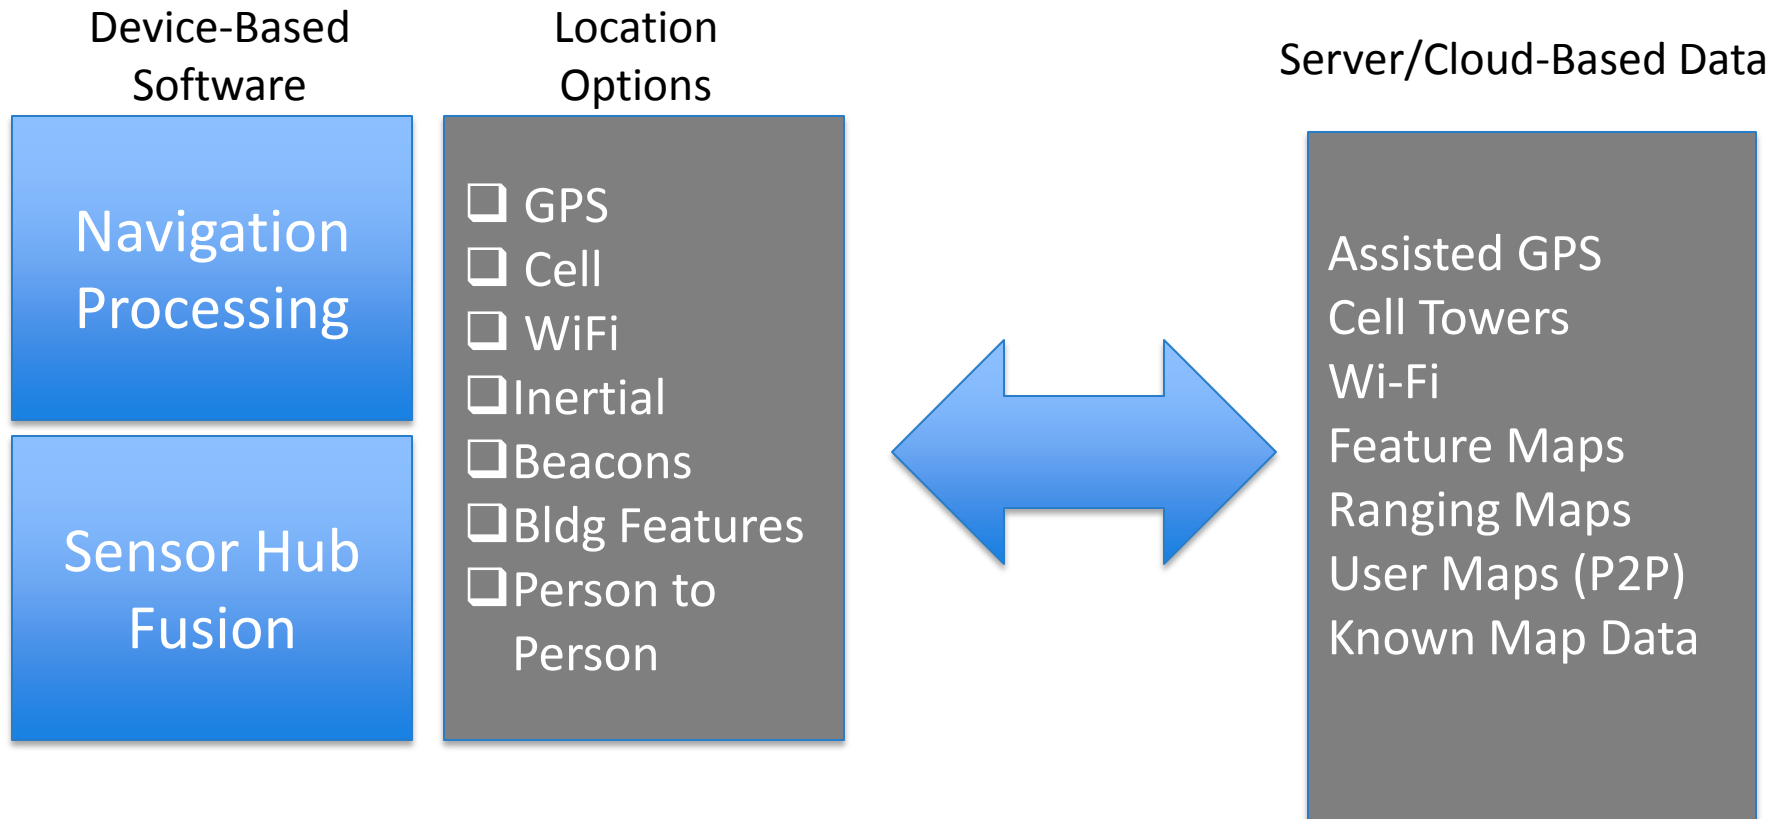 Device-Based
Software
Navigation
Processing
Sensor Hub
Fusion
Location
Options
❑ GPS
❑ Cell
❑ WiFi
❑Inertial
❑Beacons
❑Bldg Features
❑Person to
Person
Server/Cloud-Based Data
Assisted GPS
Cell Towers
Wi-Fi
Feature Maps
Ranging Maps
User Maps (P2P)
Known Map Data